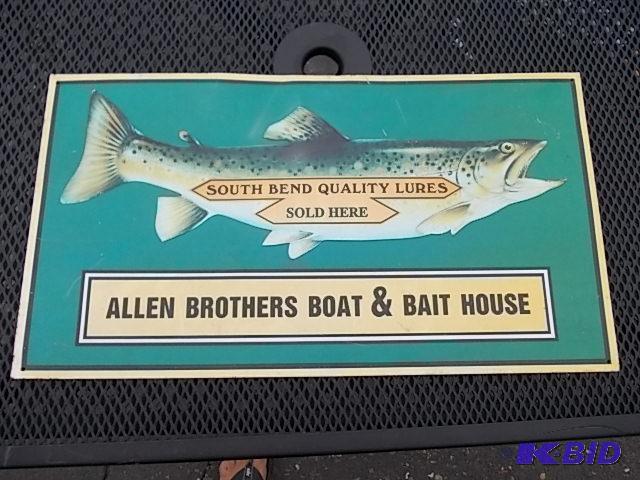 SOUTH BEND QUALITY LURES
SOLD HERE
ALLEN BROTHERS BOAT & BAIT HOUSE
K-BID